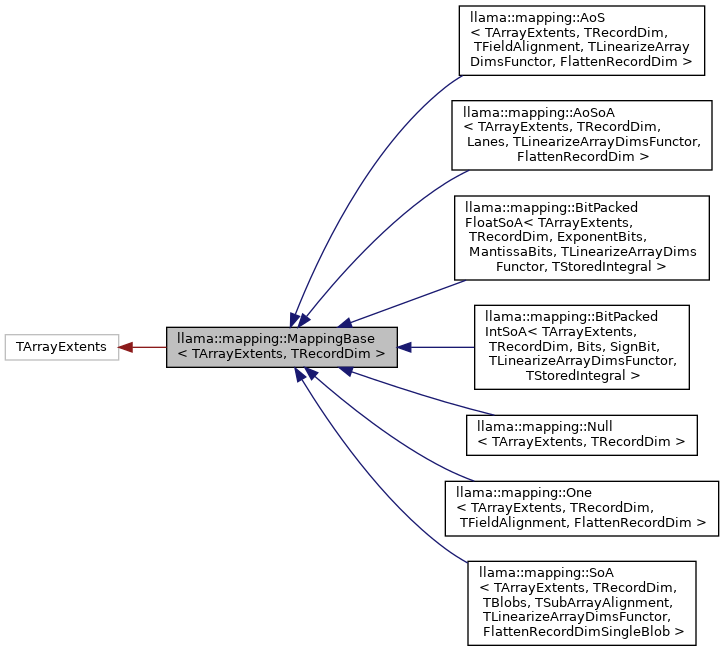 llama::mapping::AoS
< TArrayExtents, TRecordDim,
TFieldAlignment, TLinearizeArray
DimsFunctor, FlattenRecordDim >
llama::mapping::AoSoA
< TArrayExtents, TRecordDim,
Lanes, TLinearizeArrayDimsFunctor,
FlattenRecordDim >
llama::mapping::BitPacked
FloatSoA< TArrayExtents,
TRecordDim, ExponentBits,
MantissaBits, TLinearizeArrayDims
Functor, TStoredIntegral >
TArrayExtents
llama::mapping::MappingBase
< TArrayExtents, TRecordDim >
llama::mapping::BitPacked
IntSoA< TArrayExtents,
TRecordDim, Bits, SignBit,
TLinearizeArrayDimsFunctor,
TStoredIntegral >
llama::mapping::Null
< TArrayExtents, TRecordDim >
llama::mapping::One
< TArrayExtents, TRecordDim,
TFieldAlignment, FlattenRecordDim >
llama::mapping::SoA
< TArrayExtents, TRecordDim,
TBlobs, TSubArrayAlignment,
TLinearizeArrayDimsFunctor,
FlattenRecordDimSingleBlob >